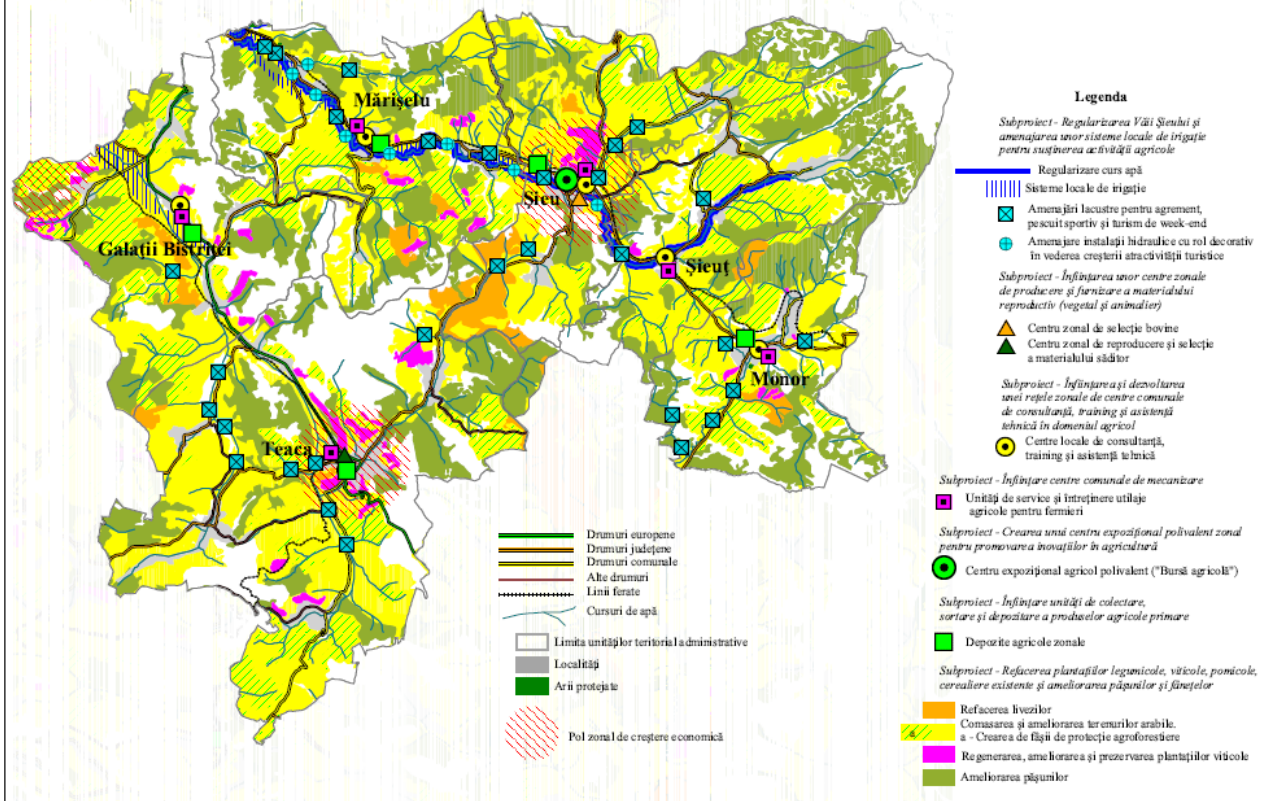 Mărișelu
Șieu
Galații Bistriței
Șieuț
Monor
Teaca
Drumuri europene
Drumuri județene
Drumuri comunale
Alte drumuri
Linii ferate
Cursuri de apă
Limita unităților teritorial administrative
Localități
Arii protejate
Pol zonal de creștere economică
Legenda
Subproiect - Regularizarea Văii Șieului și
amenajarea unor sisteme locale de irigație
pentru susținerea activității agricole
Regularizare curs apă
Sisteme locale de irigație
Amenajări lacustre pentru agrement,
pescuit sportiv și turism de week-end
Amenajare instalații hidraulice cu rol decorativ
în vederea creșterii atractivității turistice
Subproiect - Înființarea unor centre zonale
de producere și furnizare a materialului
reproductiv (vegetal și animalier)
Centru zonal de selecție bovine
Centru zonal de reproducere și selecție
a materialului săditor
Subproiect - Înființarea și dezvoltarea
unei rețele zonale de centre comunale
de consultanță, training și asistență
tehnică în domeniul agricol
Centre locale de consultanță,
training și asistență tehnică
Subproiect - Înființare centre comunale de mecanizare
Unități de service și întreținere utilaje
agricole pentru fermieri
Subproiect - Crearea unui centru expozițional polivalent zonal
pentru promovarea inovațiilor în agricultură
Centru expozițional agricol polivalent ("Bursă agricolă")
Subproiect - Înființare unități de colectare,
sortare și depozitare a produselor agricole primare
Depozite agricole zonale
Subproiect - Refacerea plantațiilor legumicole, viticole, pomicole,
cerealiere existente și ameliorarea pășunilor și fânețelor
Refacerea livezilor
Comasarea și ameliorarea terenurilor arabile.
a
a - Crearea de fâșii de protecție agroforestiere
Regenerarea, ameliorarea și prezervarea plantațiilor viticole
Ameliorarea pășunilor